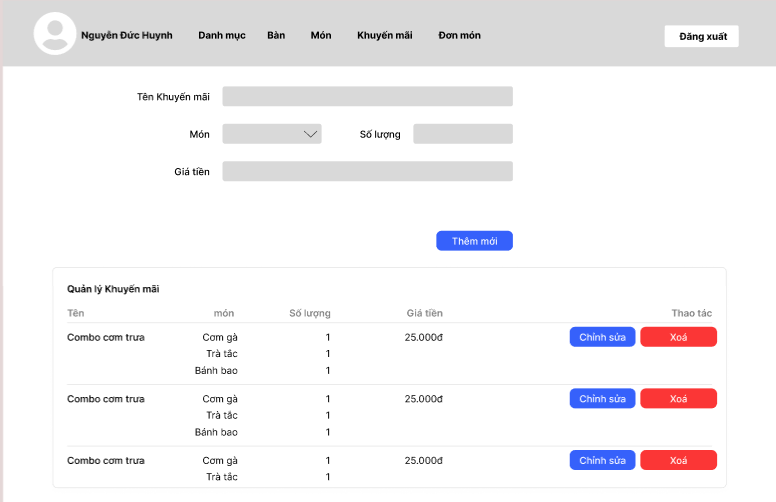 Nguyễn Đức Huynh Danh mục Bàn Món Khuyến mãi Đơn món Đăng xuất
Tên Khuyến mãi
Món Số lượng
Giá tiền
Thêm mới
Quản lý Khuyến mãi
Tên món Số lượng Giá tiền Thao tác
Combo cơm trưa Cơm gà 1 25.000đ Chỉnh sửa Xoá
Trà tắc 1
Bánh bao 1
Combo cơm trưa Cơm gà 1 25.000đ Chỉnh sửa Xoá
Trà tắc 1
Bánh bao 1
Combo cơm trưa Cơm gà 1 25.000đ Chỉnh sửa Xoá
Trà tắc 1